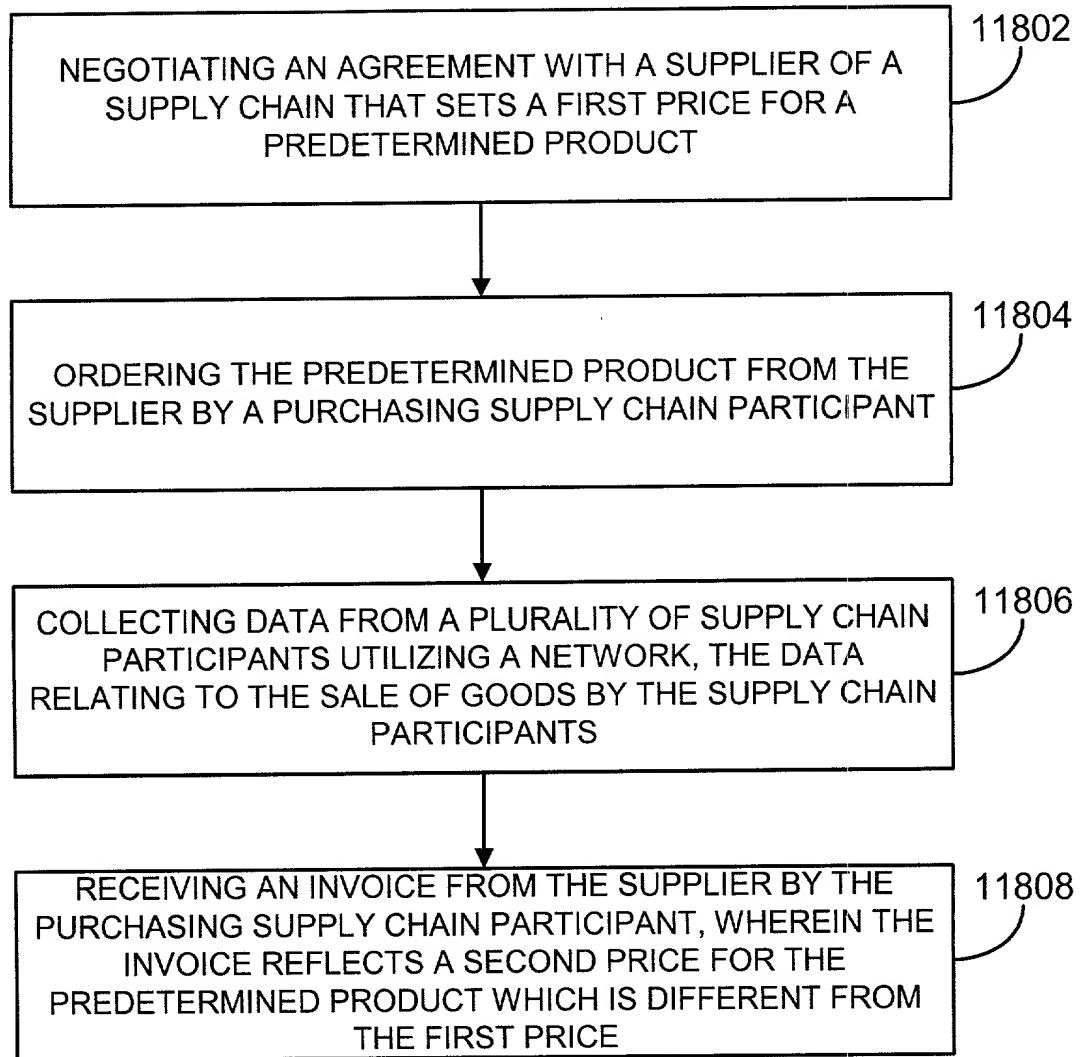 11802
NEGOTIATING AN AGREEMENT WITH A SUPPLIER OF A
SUPPLY CHAIN THAT SETS A FIRST PRICE FOR A
PREDETERMINED PRODUCT
11804
ORDERING THE PREDETERMINED PRODUCT FROM THE
SUPPLIER BY A PURCHASING SUPPLY CHAIN PARTICIPANT
11806
COLLECTING DATA FROM A PLURALITY OF SUPPLY CHAIN
PARTICIPANTS UTILIZING A NETWORK, THE DATA
RELATING TO THE SALE OF GOODS BY THE SUPPLY CHAIN
PARTICIPANTS
11808
RECEIVING AN INVOICE FROM THE SUPPLIER BY THE
PURCHASING SUPPLY CHAIN PARTICIPANT, WHEREIN THE
INVOICE REFLECTS A SECOND PRICE FOR THE
PREDETERMINED PRODUCT WHICH IS DIFFERENT FROM
THE FIRST PRICE